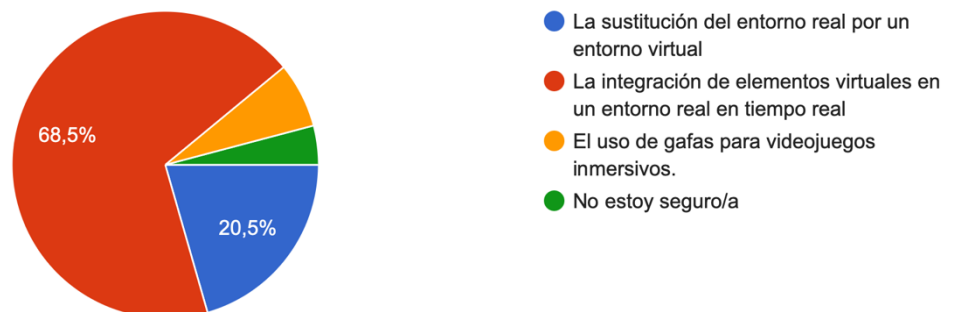 La sustitución del entorno real por un
entorno virtual
La integración de elementos virtuales en
un entorno real en tiempo real
El uso de gafas para videojuegos
inmersivos.
No estoy seguro/a
68,5%
20,5%